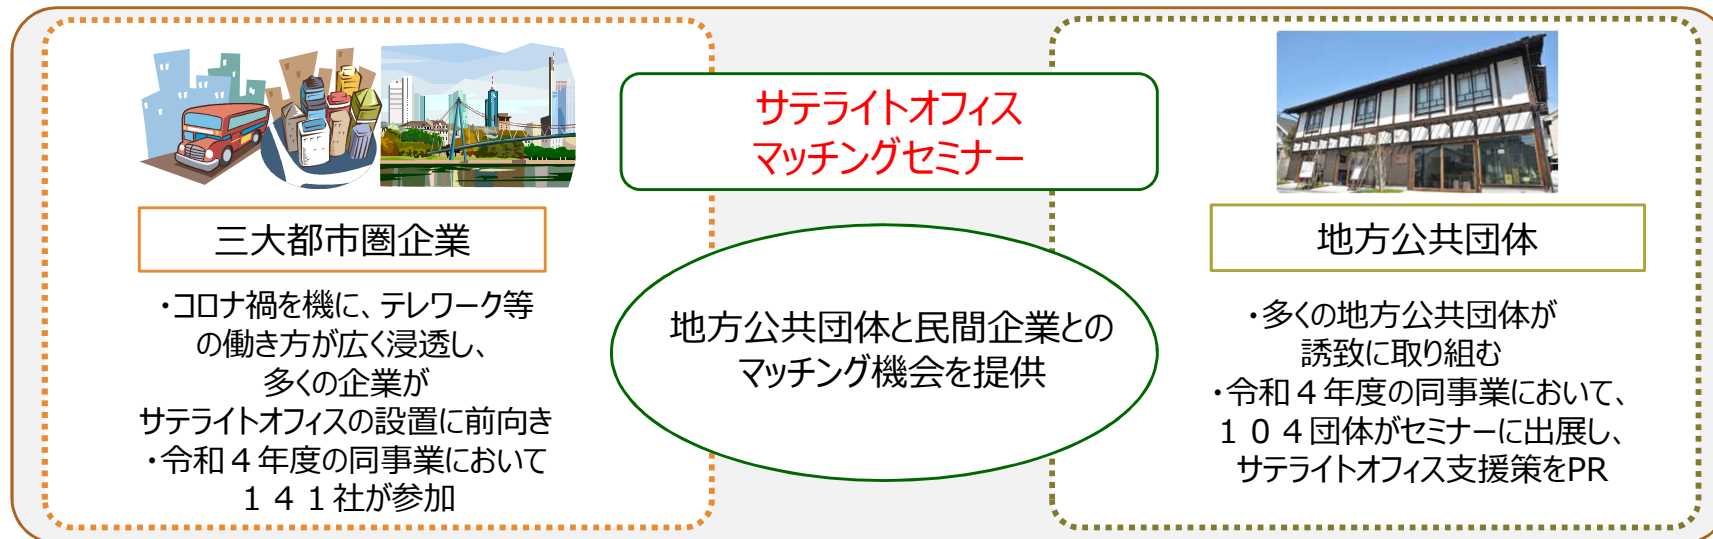 サテライトオフィス
マッチングセミナー
三大都市圏企業
・コロナ禍を機に、テレワーク等
の働き方が広く浸透し、
多くの企業が
サテライトオフィスの設置に前向き
・令和４年度の同事業において
１４１社が参加
地方公共団体と民間企業との
マッチング機会を提供
地方公共団体
・多くの地方公共団体が
誘致に取り組む
・令和４年度の同事業において、
１０４団体がセミナーに出展し、
サテライトオフィス支援策をPR